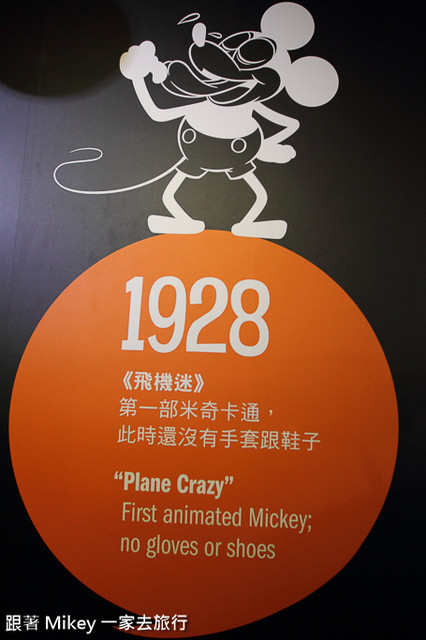 1928
《飛機迷》
第一部米奇卡通，
此時還沒有手套跟鞋子
“Plane Crazy”
First animated Mickey;
no gloves or shoes
跟著 Mikey 一家去旅行